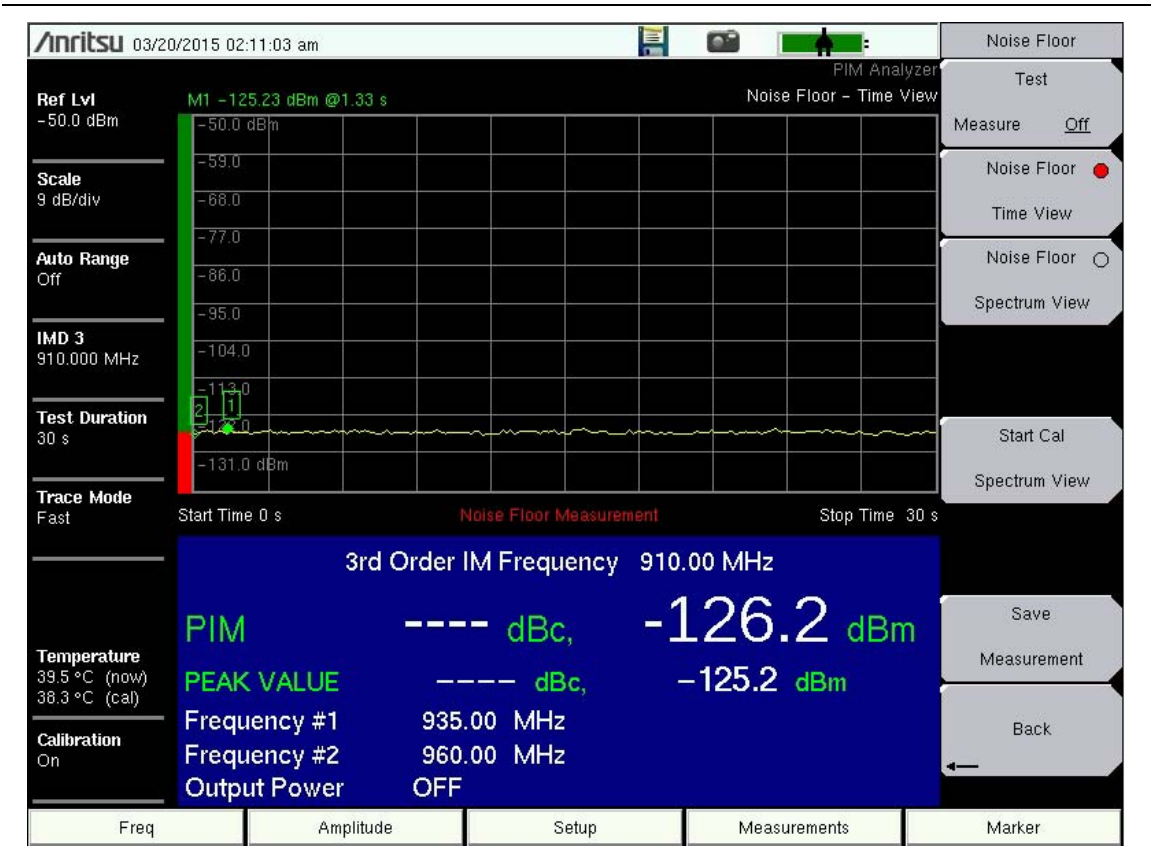 Anritsu 03/20/2015 02:11:03 am
Noise Floor
PIM Analyzer
Noise Floor - Time View
M1 -125.23 dBm @1.33 s
Ref Lvl
-50.0 dBm
Scale
9 dB/div
Auto Range
Off
IMD 3
910.000 MHz
Test Duration
30 s
Trace Mode
Fast
Temperature
39.5 °C (now)
38.3 °C (cal)
Calibration
On
-50.0 dBm
-59.0
-68.0
-77.0
-86.0
-95.0
-104.0
-113.0
2
1
-131.0 dBm
Start Time 0 s
Noise Floor Measurement
Stop Time 30 s
3rd Order IM Frequency 910.00 MHz
PIM ---- dBc, -126.2 dBm
PEAK VALUE ---- dBc, -125.2 dBm
Frequency #1 935.00 MHz
Frequency #2 960.00 MHz
Output Power OFF
Test
Measure Off
Noise Floor
Time View
Noise Floor
Spectrum View
Start Cal
Spectrum View
Save
Measurement
Back
Freq
Amplitude
Setup
Measurements
Marker